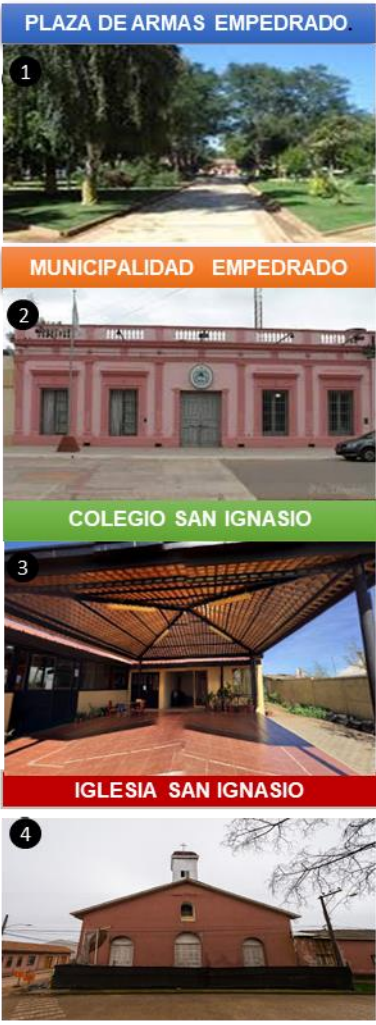 PLAZA DE ARMAS EMPEDRADO.
1
MUNICIPALIDAD EMPEDRADO
2
COLEGIO SAN IGNASIO
3
IGLESIA SAN IGNASIO
4